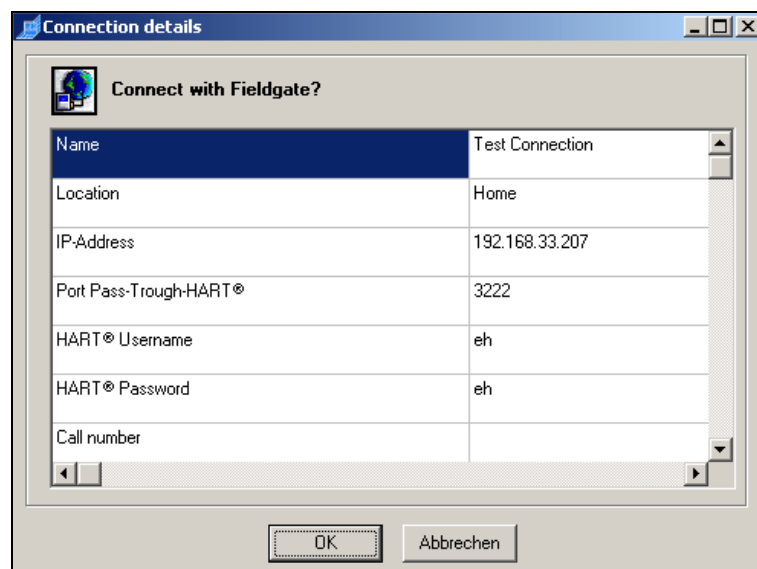 Connection details
Connect with Fieldgate?
Name Test Connection
Location Home
IP-Address 192.168.33.207
Port Pass-Trough-HART® 3222
HART® Username eh
HART® Password eh
Call number
OK Abbrechen